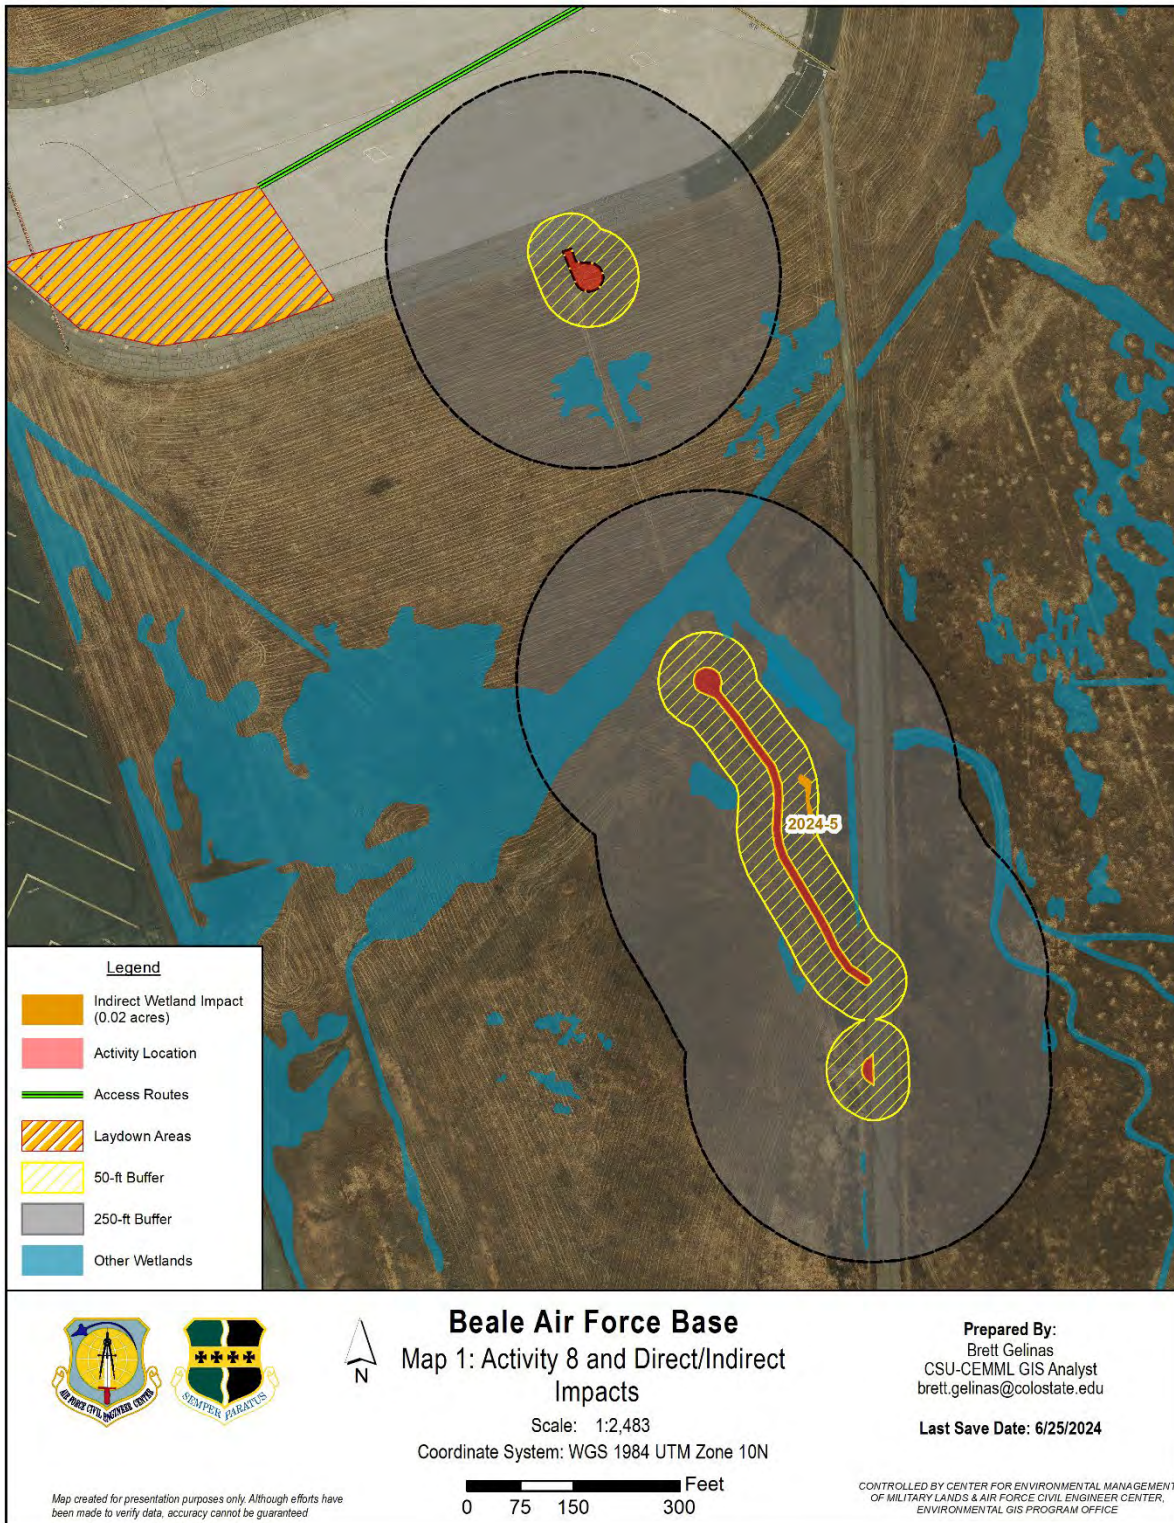 2024-5
Legend
Indirect Wetland Impact
(0.02 acres)
Activity Location
Access Routes
Laydown Areas
50-ft Buffer
250-ft Buffer
Other Wetlands
AIR FORCE CIVIL ENGINEER CENTER
SEMPER PARATUS
N
Beale Air Force Base
Map 1: Activity 8 and Direct/Indirect
Impacts
Scale: 1:2,483
Coordinate System: WGS 1984 UTM Zone 10N
Feet
0 75 150 300
Prepared By:
Brett Gelinas
CSU-CEMML GIS Analyst
brett.gelinas@colostate.edu
Last Save Date: 6/25/2024
Map created for presentation purposes only. Although efforts have
been made to verify data, accuracy cannot be guaranteed
CONTROLLED BY CENTER FOR ENVIRONMENTAL MANAGEMENT
OF MILITARY LANDS & AIR FORCE CIVIL ENGINEER CENTER,
ENVIRONMENTAL GIS PROGRAM OFFICE